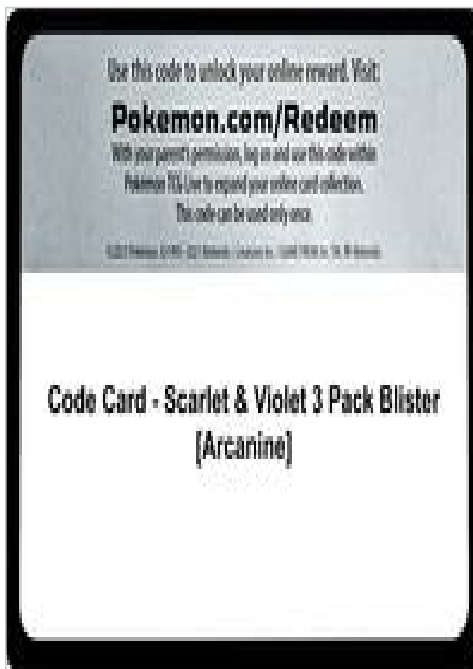 Use this code to unlock your online reward. Visit:
Pokemon.com/Redeem
With your parent's permission, log on and use this code within
Pokémon TCG Live to expand your online card collection.
This code can be used only once.
Code Card - Scarlet & Violet 3 Pack Blister
[Arcanine]